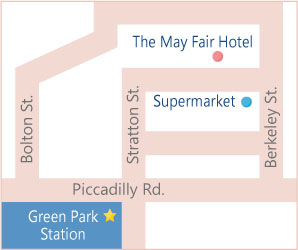 The May Fair Hotel
Supermarket
Bolton St.
Stratton St.
Berkeley St.
Piccadilly Rd.
Green Park
Station